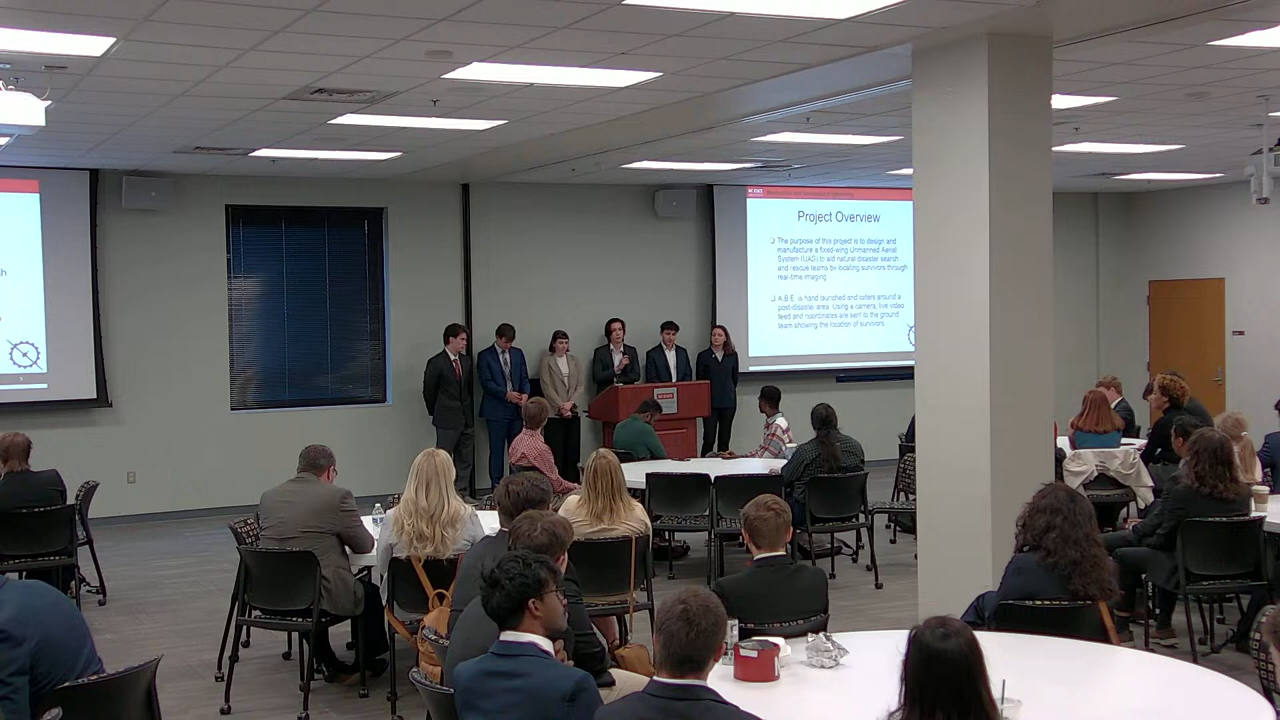 NC STATE
Project Overview
The purpose of this project is to design and
manufacture a fixed-wing Unmanned Aerial
System (UAS) to aid natural disaster search
and rescue teams by locating survivors through
real-time imaging
A.B.E. is hand launched and loiters around a
post-disaster area. Using a camera, live video
feed and coordinates are sent to the ground
team showing the location of survivors.